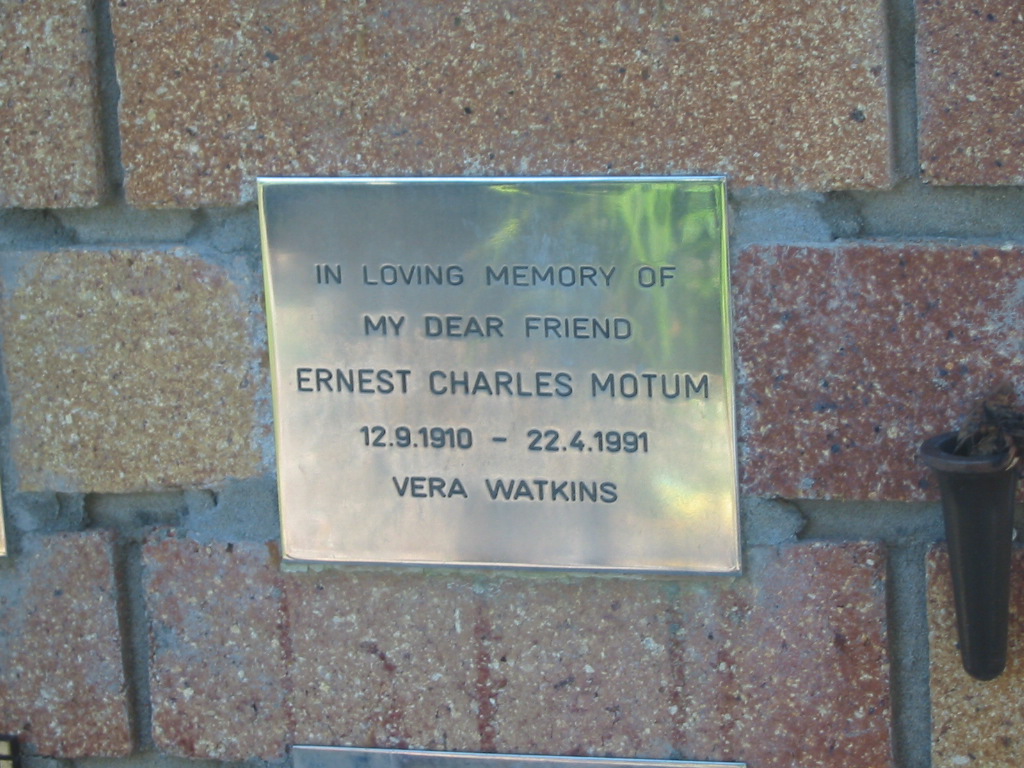 IN LOVING MEMORY OF
MY DEAR FRIEND
ERNEST CHARLES MOTUM
12.9.1910 - 22.4.1991
VERA WATKINS